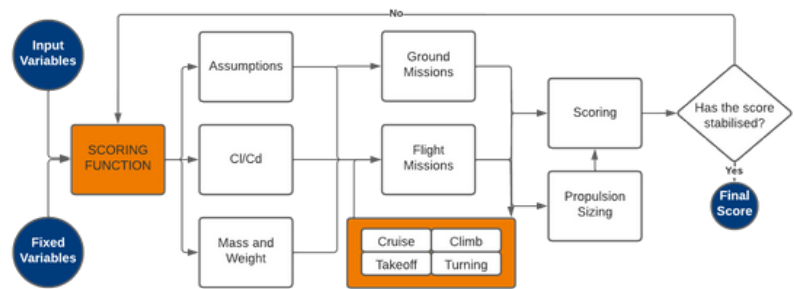 No
Input
Variables
Assumptions
Ground
Missions
Scoring
Has the score
stabilised?
SCORING
FUNCTION
Cl/Cd
Flight
Missions
Yes
Propulsion
Sizing
Final
Score
Fixed
Variables
Mass and
Weight
Cruise
Climb
Takeoff
Turning